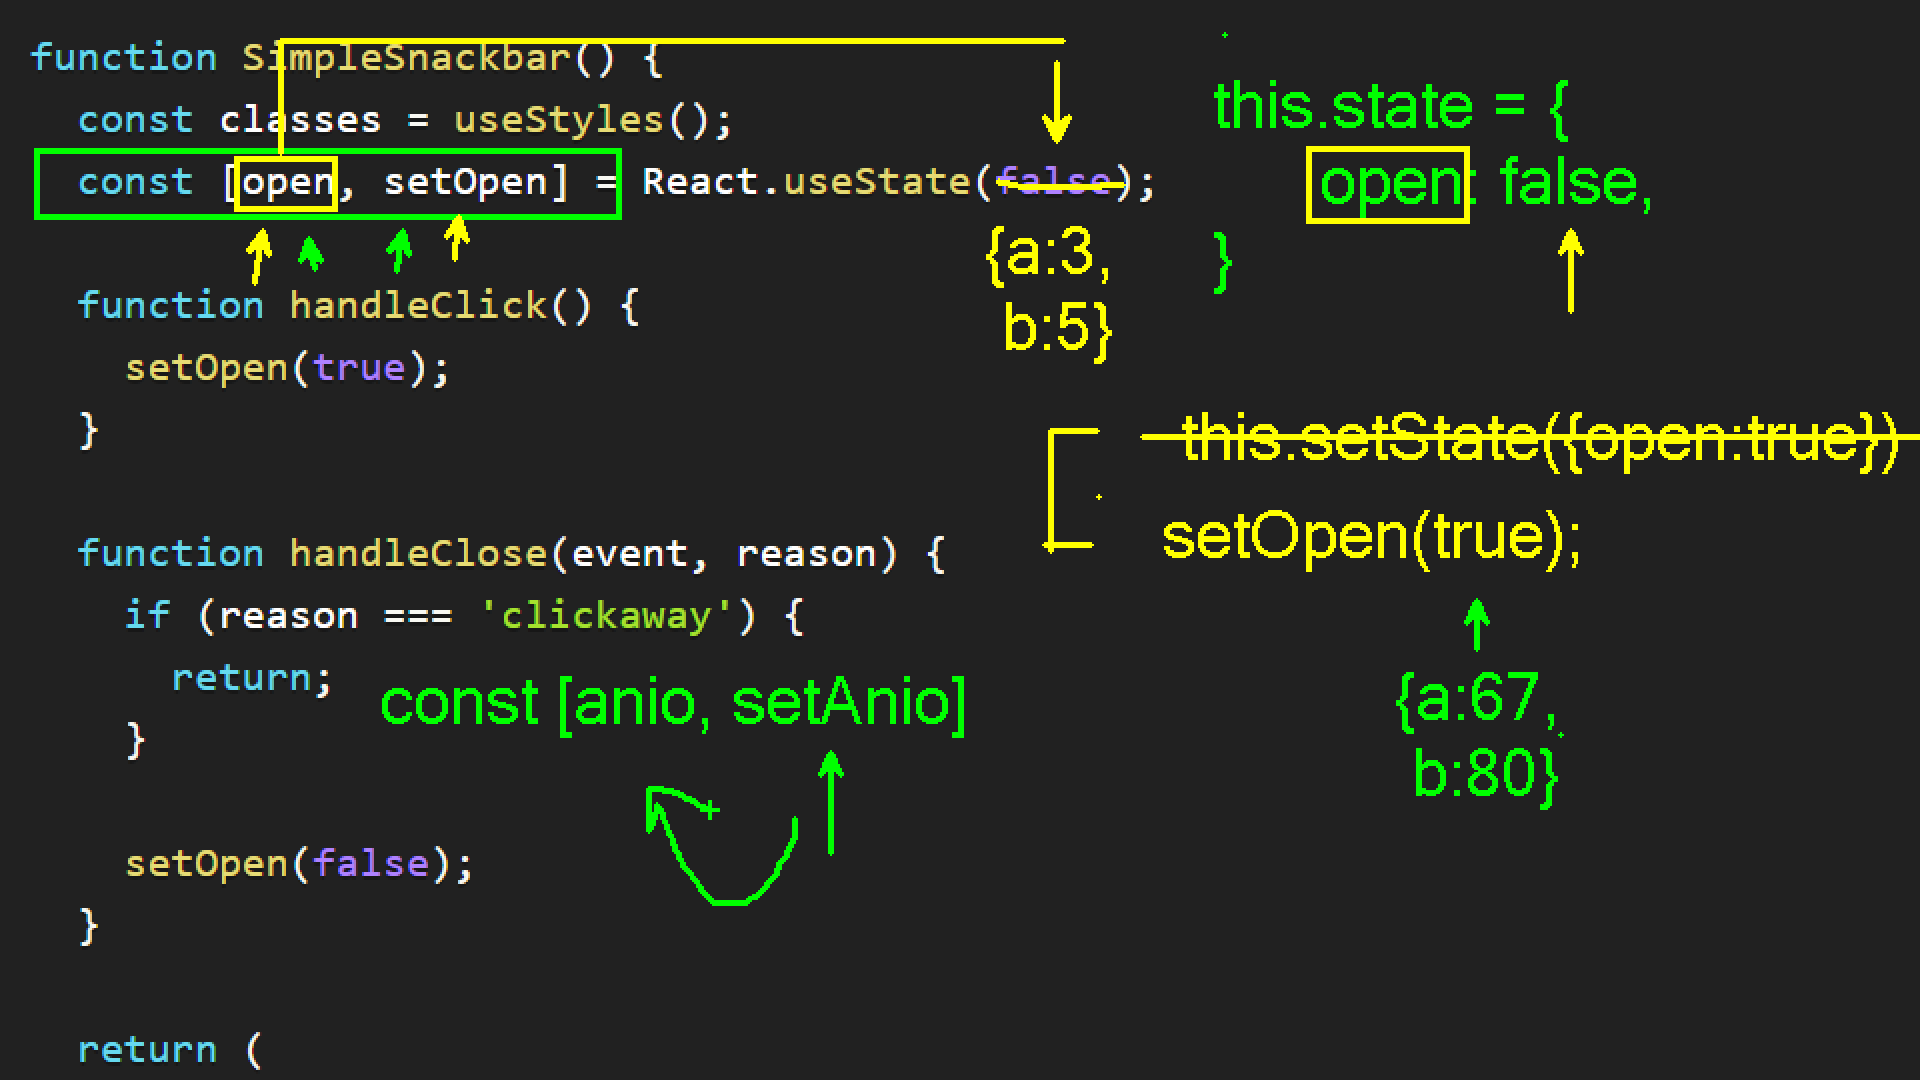 function SimpleSnackbar() {
const classes = useStyles();
const [open, setOpen] = React.useState(false);
function handleClick() {
setOpen(true);
}
function handleClose(event, reason) {
if (reason === 'clickaway') {
return;
}
setOpen(false);
}
return (
{a:3,
b:5}
this.state = {
open: false,
}
this.setState({open:true})
setOpen(true);
{a:67,
b:80}
const [anio, setAnio]